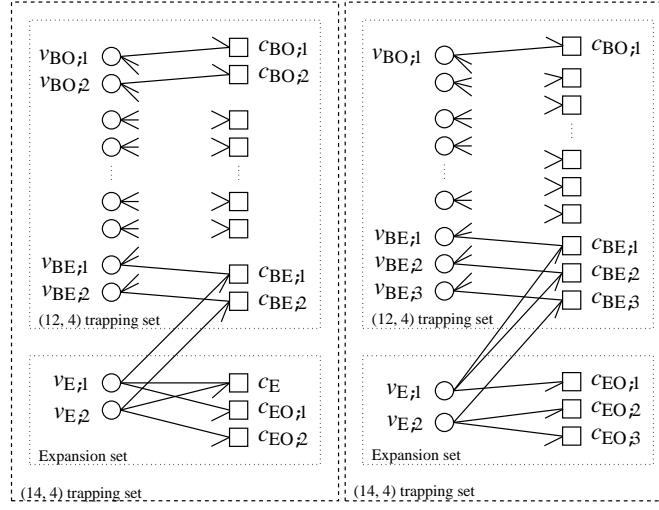 v_BO;1 c_BO;1
v_BO;2 c_BO;2
v_BE;1 c_BE;1
v_BE;2 c_BE;2
(12, 4) trapping set
v_E;1 c_E
v_E;2 c_EO;1
c_EO;2
Expansion set
(14, 4) trapping set
v_BO;1 c_BO;1
v_BE;1 c_BE;1
v_BE;2 c_BE;2
v_BE;3 c_BE;3
(12, 4) trapping set
v_E;1 c_EO;1
v_E;2 c_EO;2
c_EO;3
Expansion set
(14, 4) trapping set